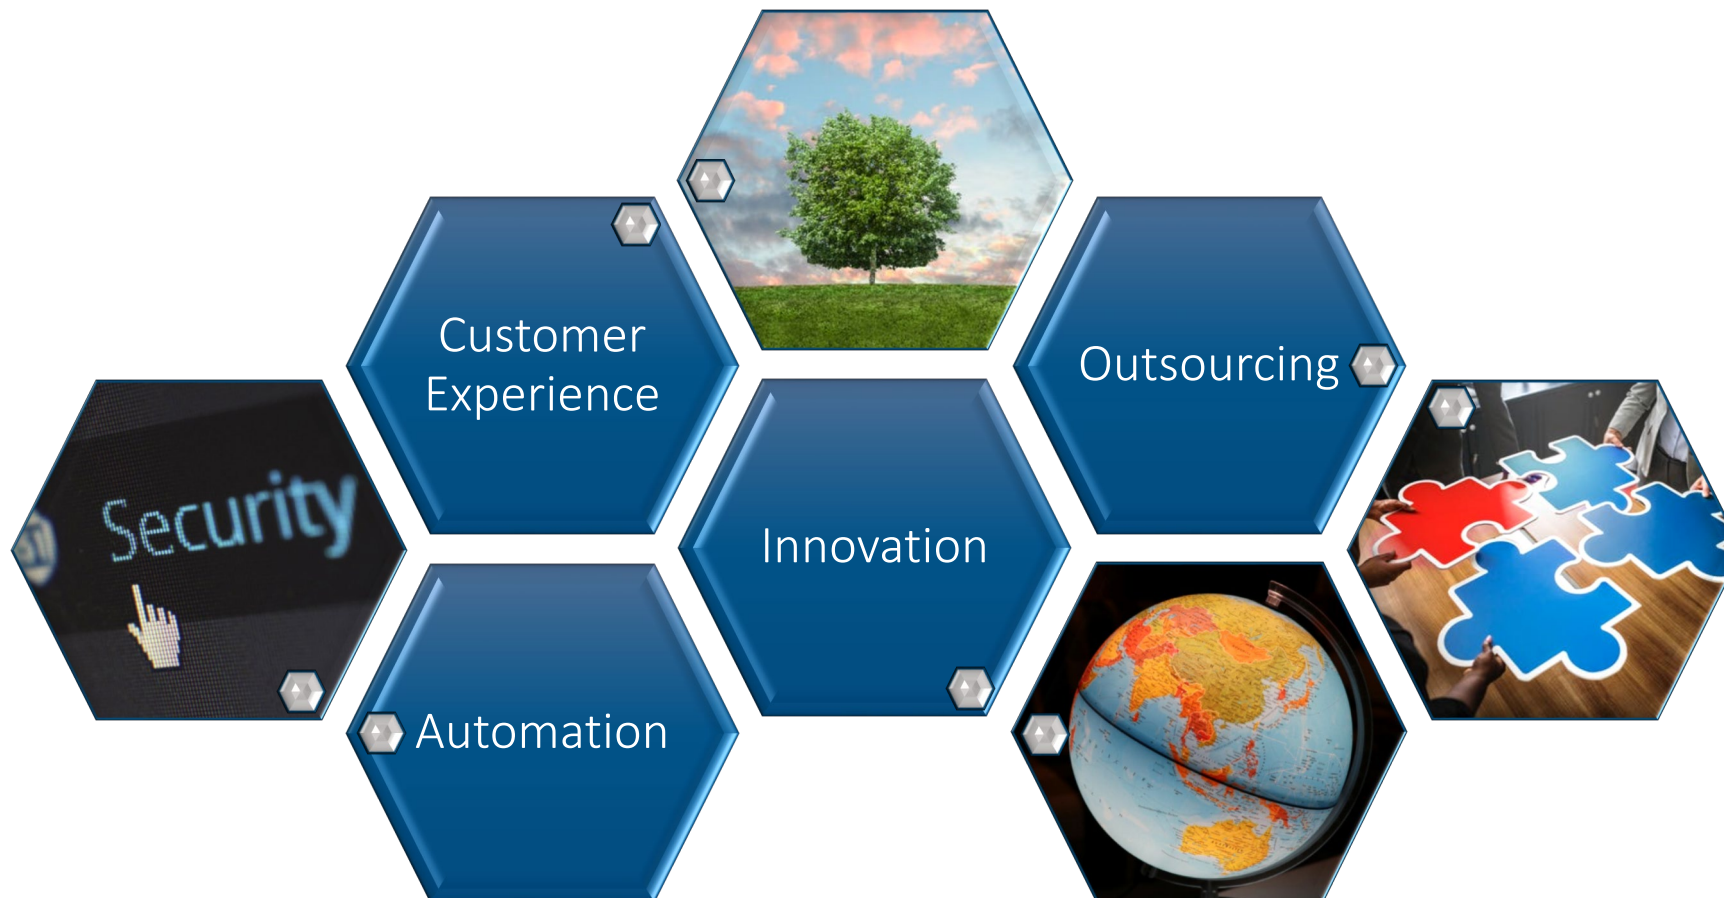 Customer
Experience
Outsourcing
Security
Innovation
Automation